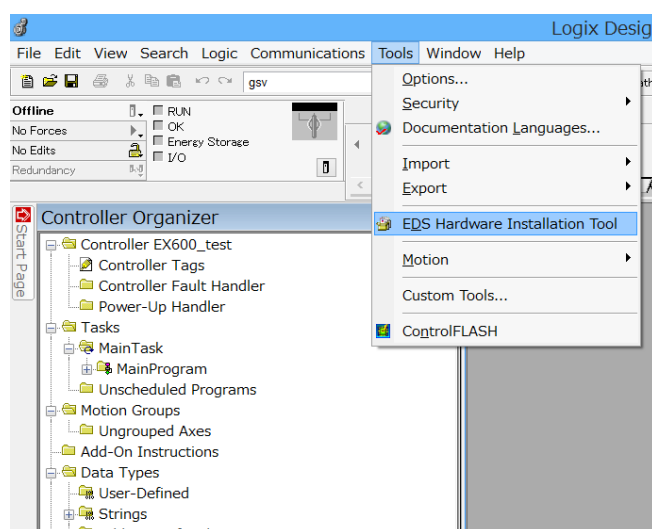 Logix Desig
File Edit View Search Logic Communications Tools Window Help
gsv
Offline
RUN
No Forces
OK
Energy Storage
No Edits
I/O
Redundancy
Options...
Security
Documentation Languages...
Import
Export
EDS Hardware Installation Tool
Motion
Custom Tools...
ControlFLASH
Start Page
Controller Organizer
Controller EX600_test
Controller Tags
Controller Fault Handler
Power-Up Handler
Tasks
MainTask
MainProgram
Unscheduled Programs
Motion Groups
Ungrouped Axes
Add-On Instructions
Data Types
User-Defined
Strings